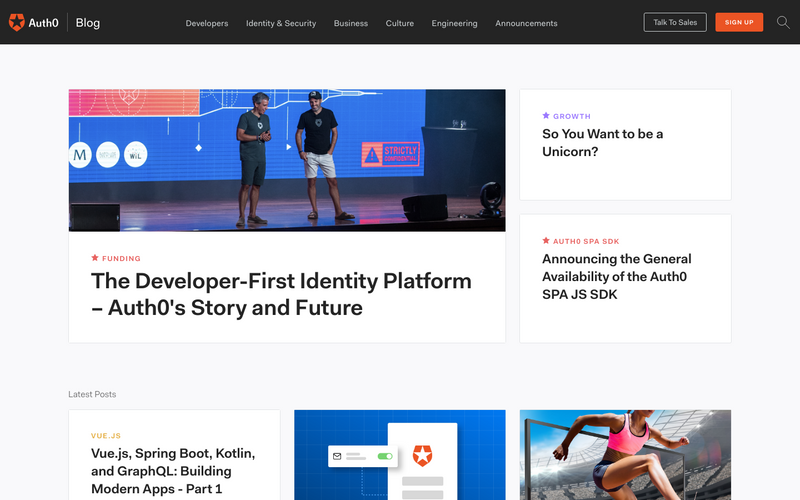 Auth0 Blog
Developers Identity & Security Business Culture Engineering Announcements
Talk To Sales
SIGN UP
M
WiL
STRICTLY
CONFIDENTIAL
FUNDING
The Developer-First Identity Platform
– Auth0's Story and Future
GROWTH
So You Want to be a
Unicorn?
AUTH0 SPA SDK
Announcing the General
Availability of the Auth0
SPA JS SDK
Latest Posts
VUE.JS
Vue.js, Spring Boot, Kotlin,
and GraphQL: Building
Modern Apps - Part 1